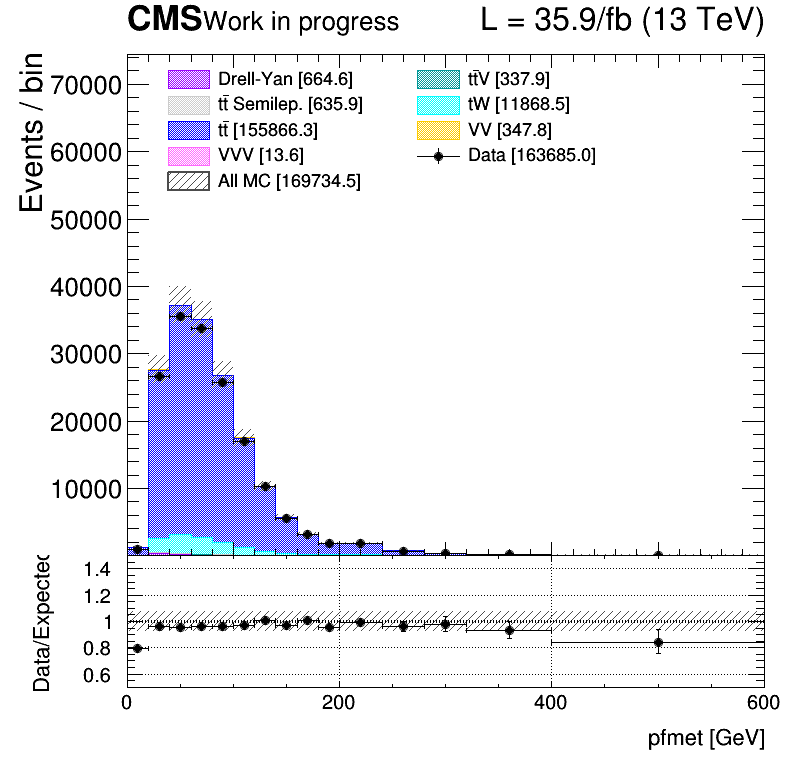 CMS Work in progress L = 35.9/fb (13 TeV)
Events / bin
70000
60000
50000
40000
30000
20000
10000
Drell-Yan [664.6]
tt̄ Semilep. [635.9]
tt̄ [155866.3]
VVV [13.6]
All MC [169734.5]
tt̄V [337.9]
tW [11868.5]
VV [347.8]
Data [163685.0]
Data/Expected
1.4
1.2
1
0.8
0.6
0 200 400 600
pfmet [GeV]